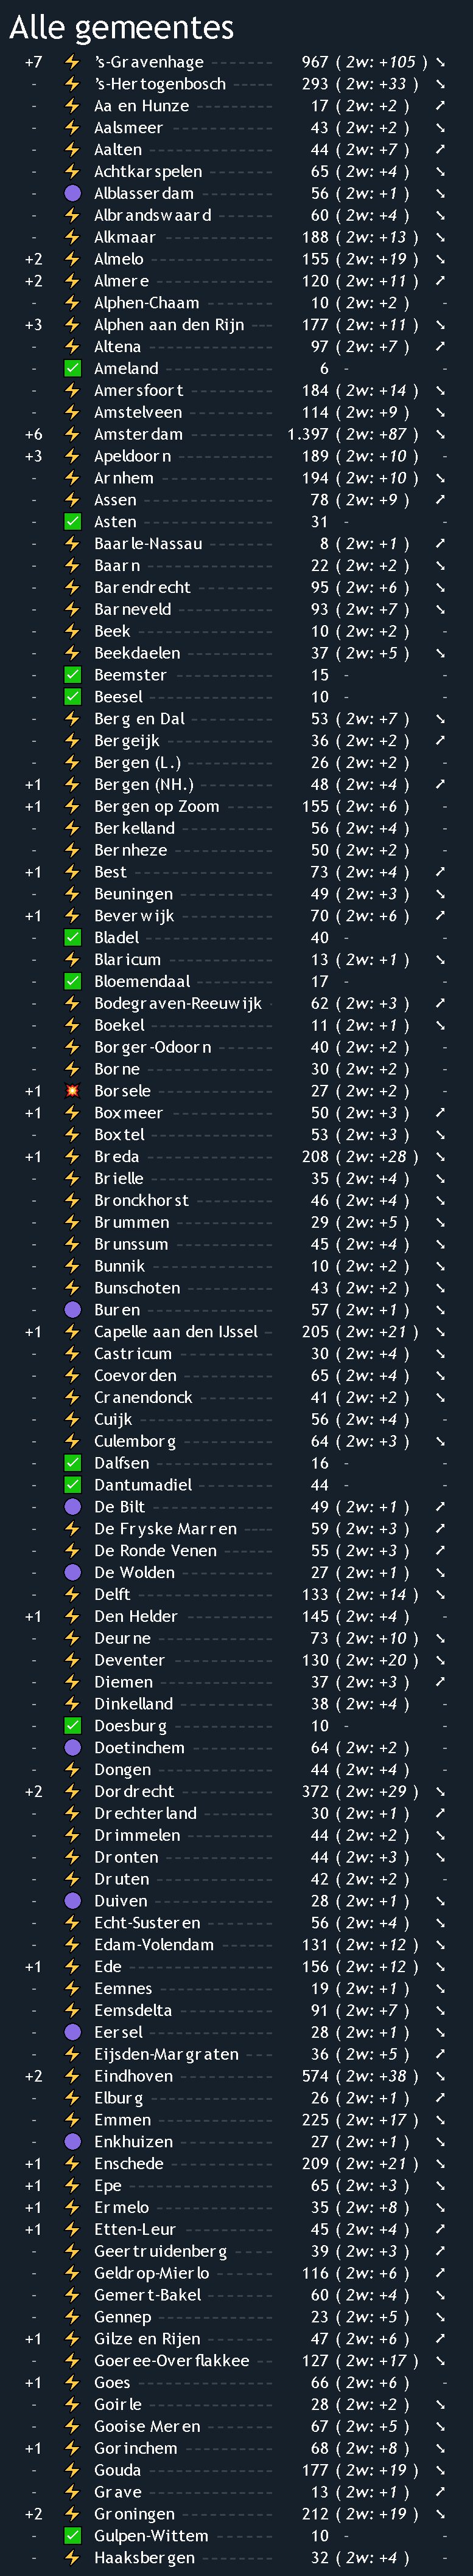 Alle gemeentes
+7 ⚡ 's-Gravenhage 967 ( 2w: +105 ) ↘
- ⚡ 's-Hertogenbosch 293 ( 2w: +33 ) ↘
- ⚡ Aa en Hunze 17 ( 2w: +2 ) ↗
- ⚡ Aalsmeer 43 ( 2w: +2 ) ↘
- ⚡ Aalten 44 ( 2w: +7 ) ↗
- ⚡ Achtkarspelen 65 ( 2w: +4 ) ↘
- 🟣 Alblasserdam 56 ( 2w: +1 ) ↘
- ⚡ Albrandswaard 60 ( 2w: +4 ) ↘
- ⚡ Alkmaar 188 ( 2w: +13 ) ↘
+2 ⚡ Almelo 155 ( 2w: +19 ) ↘
+2 ⚡ Almere 120 ( 2w: +11 ) ↗
- ⚡ Alphen-Chaam 10 ( 2w: +2 ) -
+3 ⚡ Alphen aan den Rijn 177 ( 2w: +11 ) ↘
- ⚡ Altena 97 ( 2w: +7 ) ↗
- ✅ Ameland 6 - -
- ⚡ Amersfoort 184 ( 2w: +14 ) ↘
- ⚡ Amstelveen 114 ( 2w: +9 ) ↘
+6 ⚡ Amsterdam 1.397 ( 2w: +87 ) ↘
+3 ⚡ Apeldoorn 189 ( 2w: +10 ) -
- ⚡ Arnhem 194 ( 2w: +10 ) ↘
- ⚡ Assen 78 ( 2w: +9 ) ↗
- ✅ Asten 31 - -
- ⚡ Baarle-Nassau 8 ( 2w: +1 ) ↗
- ⚡ Baarn 22 ( 2w: +2 ) ↘
- ⚡ Barendrecht 95 ( 2w: +6 ) ↘
- ⚡ Barneveld 93 ( 2w: +7 ) ↘
- ⚡ Beek 10 ( 2w: +2 ) -
- ⚡ Beekdaelen 37 ( 2w: +5 ) ↘
- ✅ Beemster 15 - -
- ✅ Beesel 10 - -
- ⚡ Berg en Dal 53 ( 2w: +7 ) ↘
- ⚡ Bergeijk 36 ( 2w: +2 ) ↗
- ⚡ Bergen (L.) 26 ( 2w: +2 ) -
+1 ⚡ Bergen (NH.) 48 ( 2w: +4 ) ↗
+1 ⚡ Bergen op Zoom 155 ( 2w: +6 ) -
- ⚡ Berkelland 56 ( 2w: +4 ) -
- ⚡ Bernheze 50 ( 2w: +2 ) -
+1 ⚡ Best 73 ( 2w: +4 ) ↗
- ⚡ Beuningen 49 ( 2w: +3 ) ↘
+1 ⚡ Beverwijk 70 ( 2w: +6 ) ↗
- ✅ Bladel 40 - -
- ⚡ Blaricum 13 ( 2w: +1 ) ↘
- ✅ Bloemendaal 17 - -
- ⚡ Bodegraven-Reeuwijk 62 ( 2w: +3 ) ↗
- ⚡ Boekel 11 ( 2w: +1 ) ↘
- ⚡ Borger-Odoorn 40 ( 2w: +2 ) -
- ⚡ Borne 30 ( 2w: +2 ) -
+1 💥 Borsele 27 ( 2w: +2 ) -
+1 ⚡ Boxmeer 50 ( 2w: +3 ) ↗
- ⚡ Boxtel 53 ( 2w: +3 ) ↘
+1 ⚡ Breda 208 ( 2w: +28 ) ↘
- ⚡ Brielle 35 ( 2w: +4 ) ↘
- ⚡ Bronckhorst 46 ( 2w: +4 ) ↘
- ⚡ Brummen 29 ( 2w: +5 ) ↘
- ⚡ Brunssum 45 ( 2w: +4 ) ↘
- ⚡ Bunnik 10 ( 2w: +2 ) ↘
- ⚡ Bunschoten 43 ( 2w: +2 ) ↘
- 🟣 Buren 57 ( 2w: +1 ) ↘
+1 ⚡ Capelle aan den IJssel 205 ( 2w: +21 ) ↘
- ⚡ Castricum 30 ( 2w: +4 ) ↘
- ⚡ Coevorden 65 ( 2w: +4 ) ↘
- ⚡ Cranendonck 41 ( 2w: +2 ) ↘
- ⚡ Cuijk 56 ( 2w: +4 ) -
- ⚡ Culemborg 64 ( 2w: +3 ) ↘
- ✅ Dalfsen 16 - -
- ✅ Dantumadiel 44 - -
- 🟣 De Bilt 49 ( 2w: +1 ) ↗
- ⚡ De Fryske Marren 59 ( 2w: +3 ) ↗
- ⚡ De Ronde Venen 55 ( 2w: +3 ) ↗
- 🟣 De Wolden 27 ( 2w: +1 ) ↘
- ⚡ Delft 133 ( 2w: +14 ) ↘
+1 ⚡ Den Helder 145 ( 2w: +4 ) -
- ⚡ Deurne 73 ( 2w: +10 ) ↘
- ⚡ Deventer 130 ( 2w: +20 ) ↘
- ⚡ Diemen 37 ( 2w: +3 ) ↗
- ⚡ Dinkelland 38 ( 2w: +4 ) -
- ✅ Doesburg 10 - -
- 🟣 Doetinchem 64 ( 2w: +2 ) -
- ⚡ Dongen 44 ( 2w: +4 ) -
+2 ⚡ Dordrecht 372 ( 2w: +29 ) ↘
- ⚡ Drechterland 30 ( 2w: +1 ) ↗
- ⚡ Drimmelen 44 ( 2w: +2 ) ↘
- ⚡ Dronten 44 ( 2w: +3 ) ↘
- ⚡ Druten 42 ( 2w: +2 ) -
- 🟣 Duiven 28 ( 2w: +1 ) ↘
- ⚡ Echt-Susteren 56 ( 2w: +4 ) ↘
- ⚡ Edam-Volendam 131 ( 2w: +12 ) ↘
+1 ⚡ Ede 156 ( 2w: +12 ) ↘
- ⚡ Eemnes 19 ( 2w: +1 ) ↘
- ⚡ Eemsdelta 91 ( 2w: +7 ) ↘
- 🟣 Eersel 28 ( 2w: +1 ) ↘
- ⚡ Eijsden-Margraten 36 ( 2w: +5 ) ↗
+2 ⚡ Eindhoven 574 ( 2w: +38 ) ↘
- ⚡ Elburg 26 ( 2w: +1 ) ↗
- ⚡ Emmen 225 ( 2w: +17 ) ↘
- 🟣 Enkhuizen 27 ( 2w: +1 ) ↘
+1 ⚡ Enschede 209 ( 2w: +21 ) ↘
+1 ⚡ Epe 65 ( 2w: +3 ) ↘
+1 ⚡ Ermelo 35 ( 2w: +8 ) ↗
+1 ⚡ Etten-Leur 45 ( 2w: +4 ) ↗
- ⚡ Geertruidenberg 39 ( 2w: +3 ) ↗
- ⚡ Geldrop-Mierlo 116 ( 2w: +6 ) ↗
- ⚡ Gemert-Bakel 60 ( 2w: +4 ) ↘
- ⚡ Gennep 23 ( 2w: +5 ) ↘
+1 ⚡ Gilze en Rijen 47 ( 2w: +6 ) ↗
- ⚡ Goeree-Overflakkee 127 ( 2w: +17 ) ↘
+1 ⚡ Goes 66 ( 2w: +6 ) -
- ⚡ Goirle 28 ( 2w: +2 ) ↘
- ⚡ Gooise Meren 67 ( 2w: +5 ) ↘
+1 ⚡ Gorinchem 68 ( 2w: +8 ) ↘
- ⚡ Gouda 177 ( 2w: +19 ) ↘
- ⚡ Grave 13 ( 2w: +1 ) ↗
+2 ⚡ Groningen 212 ( 2w: +19 ) ↘
- ✅ Gulpen-Wittem 10 - -
- ⚡ Haaksbergen 32 ( 2w: +4 ) -